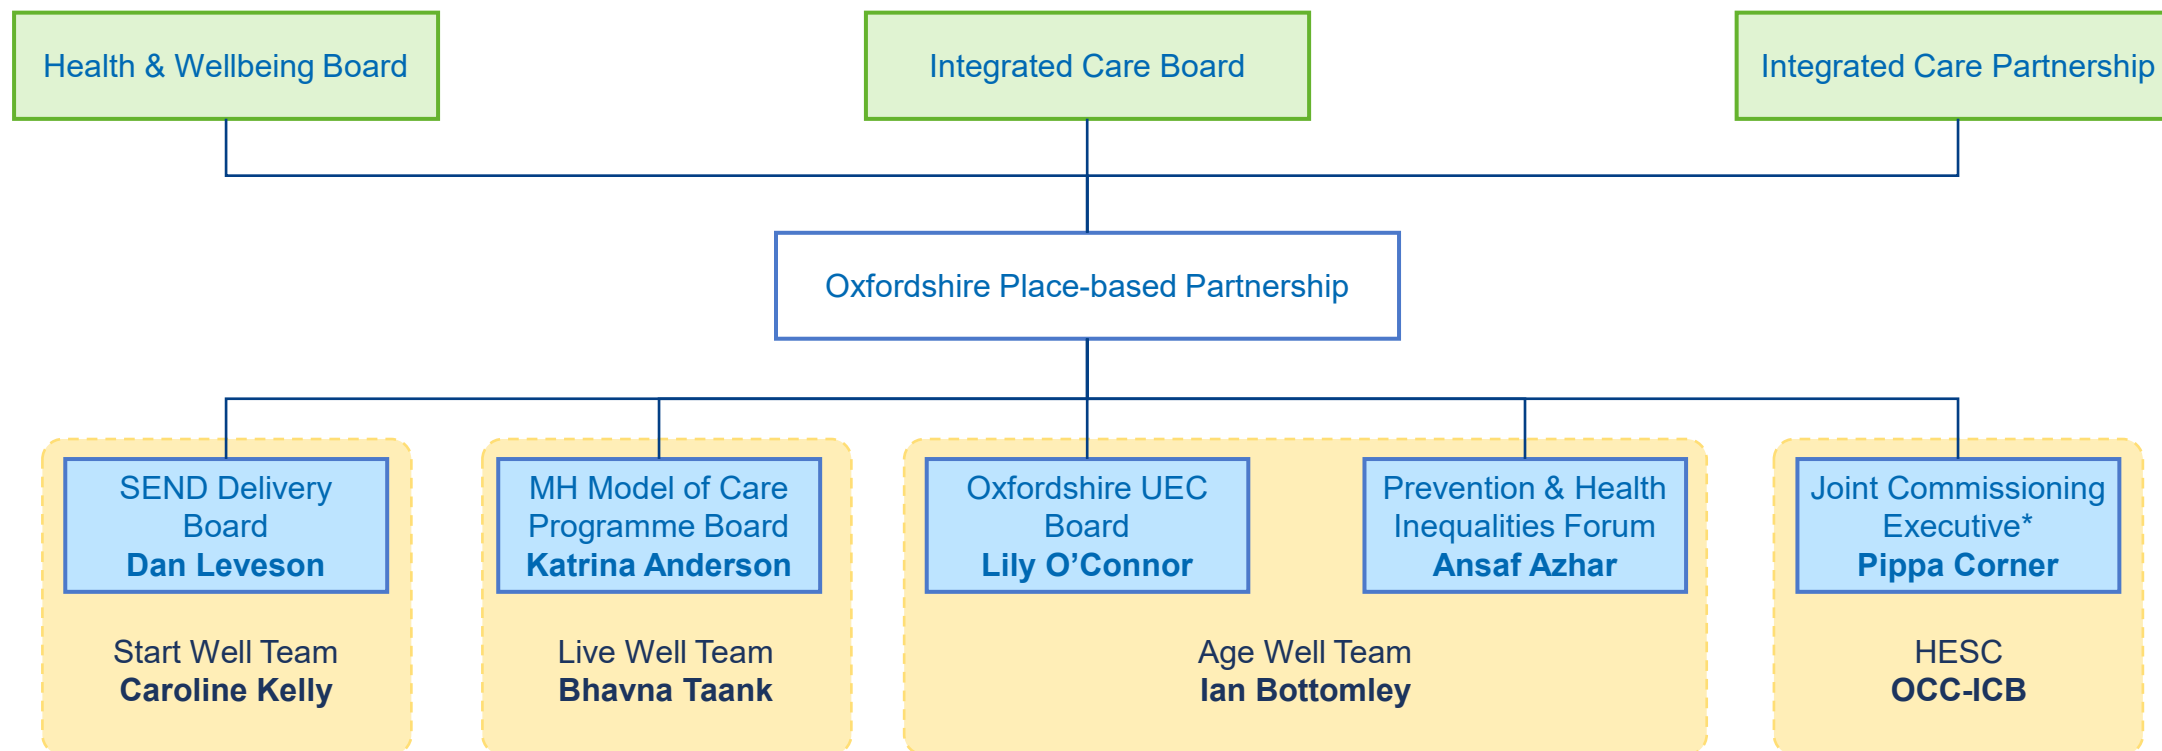 Health & Wellbeing Board
Integrated Care Board
Integrated Care Partnership
Oxfordshire Place-based Partnership
SEND Delivery
Board
Dan Leveson
MH Model of Care
Programme Board
Katrina Anderson
Oxfordshire UEC
Board
Lily O’Connor
Prevention & Health
Inequalities Forum
Ansaf Azhar
Joint Commissioning
Executive*
Pippa Corner
Start Well Team
Caroline Kelly
Live Well Team
Bhavna Taank
Age Well Team
Ian Bottomley
HESC
OCC-ICB